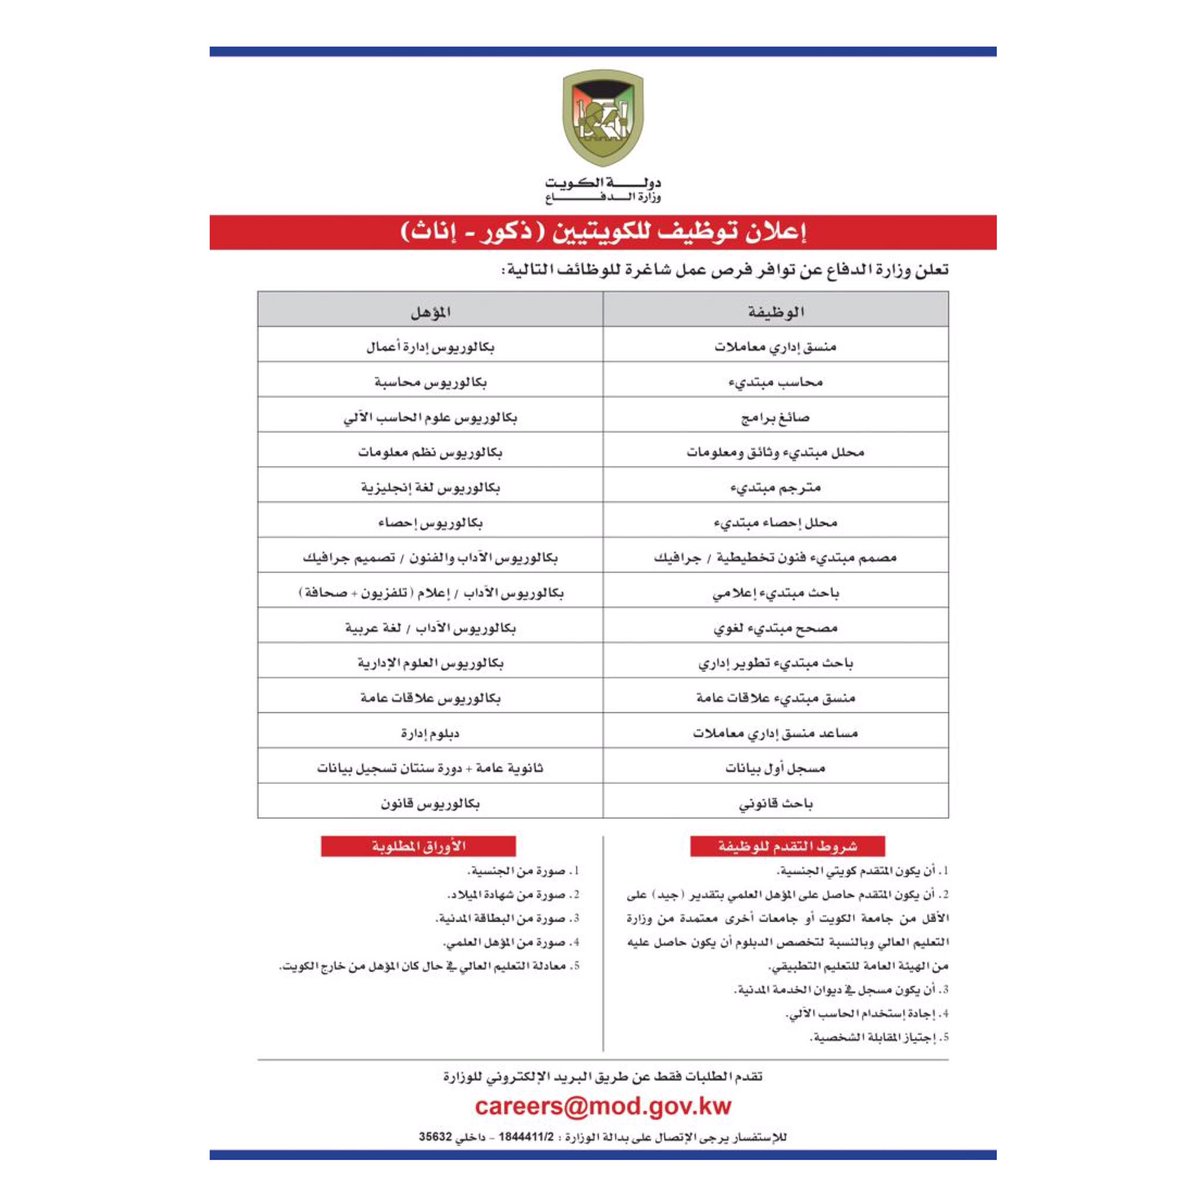 دولـــــة الكويت
وزارة الــدفـــــاع
إعلان توظيف للكويتيين (ذكور - إناث)
تعلن وزارة الدفاع عن توافر فرص عمل شاغرة للوظائف التالية:
الوظيفة المؤهل
منسق إداري معاملات بكالوريوس إدارة أعمال
محاسب مبتديء بكالوريوس محاسبة
صائغ برامج بكالوريوس علوم الحاسب الآلي
محلل مبتديء وثائق ومعلومات بكالوريوس نظم معلومات
مترجم مبتديء بكالوريوس لغة إنجليزية
محلل إحصاء مبتديء بكالوريوس إحصاء
مصمم مبتديء فنون تخطيطية / جرافيك بكالوريوس الآداب والفنون / تصميم جرافيك
باحث مبتديء إعلامي بكالوريوس الآداب / إعلام (تلفزيون + صحافة)
مصحح مبتديء لغوي بكالوريوس الآداب / لغة عربية
باحث مبتديء تطوير إداري بكالوريوس العلوم الإدارية
منسق مبتديء علاقات عامة بكالوريوس علاقات عامة
مساعد منسق إداري معاملات دبلوم إدارة
مسجل أول بيانات ثانوية عامة + دورة سنتان تسجيل بيانات
باحث قانوني بكالوريوس قانون
شروط التقدم للوظيفة
1. أن يكون المتقدم كويتي الجنسية.
2. أن يكون المتقدم حاصل على المؤهل العلمي بتقدير (جيد) على
الأقل من جامعة الكويت أو جامعات أخرى معتمدة من وزارة
التعليم العالي وبالنسبة لتخصص الدبلوم أن يكون حاصل عليه
من الهيئة العامة للتعليم التطبيقي.
3. أن يكون مسجل في ديوان الخدمة المدنية.
4. إجادة إستخدام الحاسب الآلي.
5. إجتياز المقابلة الشخصية.
الأوراق المطلوبة
1. صورة من الجنسية.
2. صورة من شهادة الميلاد.
3. صورة من البطاقة المدنية.
4. صورة من المؤهل العلمي.
5. معادلة التعليم العالي في حال كان المؤهل من خارج الكويت.
تقدم الطلبات فقط عن طريق البريد الإلكتروني للوزارة
careers@mod.gov.kw
للإستفسار يرجى الإتصال على بدالة الوزارة : 1844411/2 - داخلي 35632